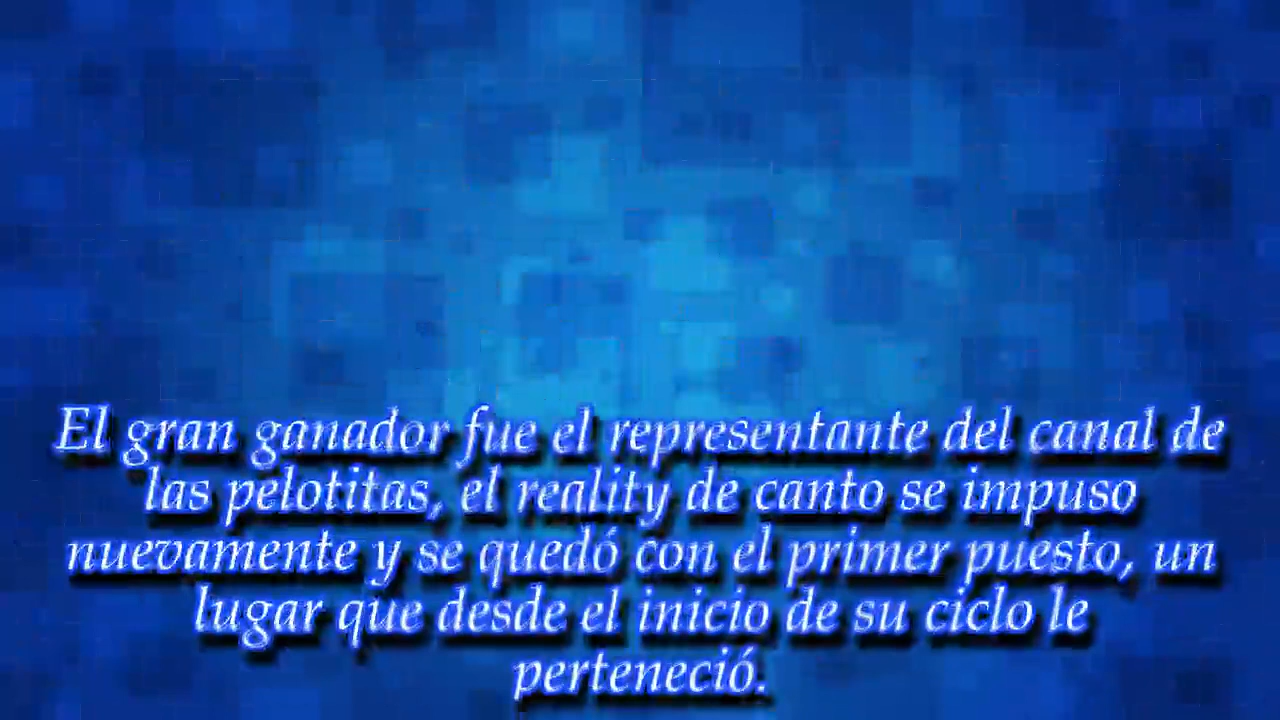 El gran ganador fue el representante del canal de
las pelotitas, el reality de canto se impuso
nuevamente y se quedó con el primer puesto, un
lugar que desde el inicio de su ciclo le
perteneció.